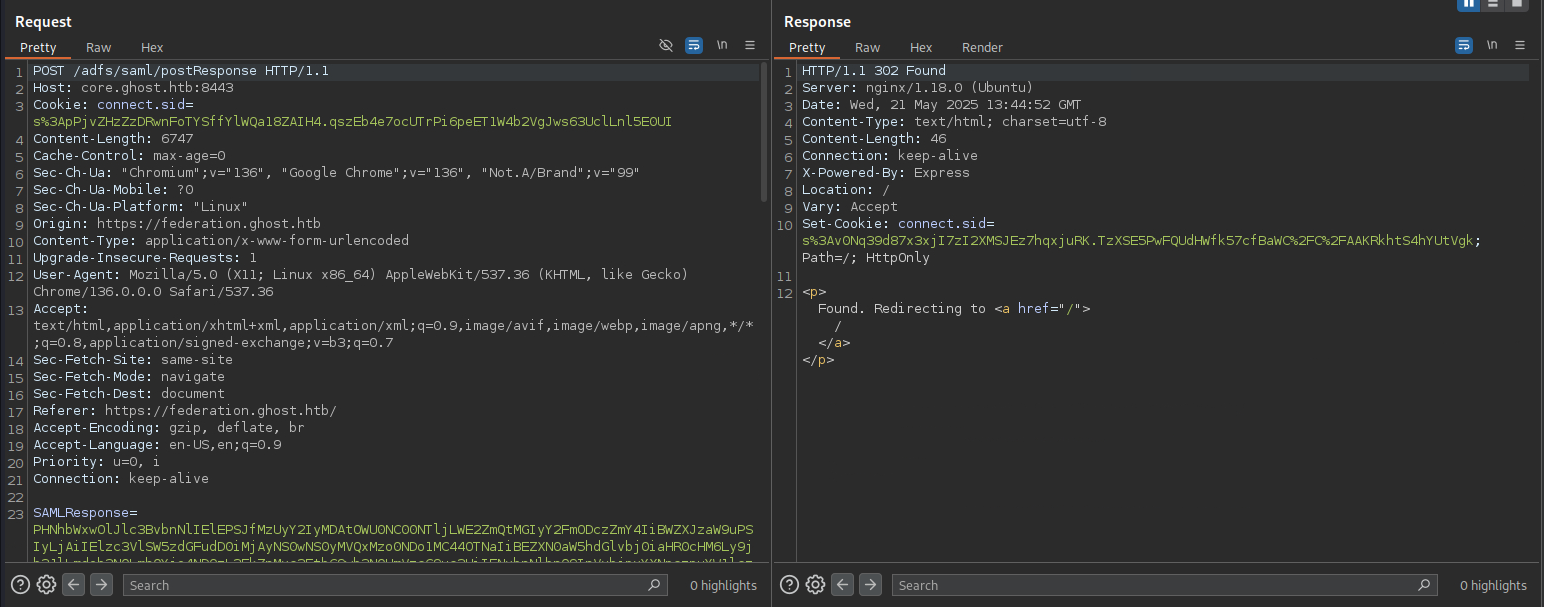 Request
Pretty Raw Hex \n
1 POST /adfs/saml/postResponse HTTP/1.1
2 Host: core.ghost.htb:8443
3 Cookie: connect.sid=
s%3ApPjvZHzZzDRwnFoTYSffYlWQa18ZAIH4.qszEb4e7ocUTrPi6peET1W4b2VgJws63UclLnl5E0UI
4 Content-Length: 6747
5 Cache-Control: max-age=0
6 Sec-Ch-Ua: "Chromium";v="136", "Google Chrome";v="136", "Not.A/Brand";v="99"
7 Sec-Ch-Ua-Mobile: ?0
8 Sec-Ch-Ua-Platform: "Linux"
9 Origin: https://federation.ghost.htb
10 Content-Type: application/x-www-form-urlencoded
11 Upgrade-Insecure-Requests: 1
12 User-Agent: Mozilla/5.0 (X11; Linux x86_64) AppleWebKit/537.36 (KHTML, like Gecko)
Chrome/136.0.0.0 Safari/537.36
13 Accept:
text/html,application/xhtml+xml,application/xml;q=0.9,image/avif,image/webp,image/apng,*/*
;q=0.8,application/signed-exchange;v=b3;q=0.7
14 Sec-Fetch-Site: same-site
15 Sec-Fetch-Mode: navigate
16 Sec-Fetch-Dest: document
17 Referer: https://federation.ghost.htb/
18 Accept-Encoding: gzip, deflate, br
19 Accept-Language: en-US,en;q=0.9
20 Priority: u=0, i
21 Connection: keep-alive
22
23 SAMLResponse=
PHNhbWxwOlJlc3BvbnNlIElEPSJfMzUyY2IyMDAtOWU0NC00NTljLWE2ZmQtMGIyY2FmODczZmY4IiBWZXJzaW9uPS
IyLjAiIElzc3VlSW5zdGFudD0iMjAyNS0wNS0yMVQxMzo0NDo1MC44OTNaIiBEZXN0aW5hdGlvbj0iaHR0cHM6Ly9j
Search 0 highlights
Response
Pretty Raw Hex Render \n
1 HTTP/1.1 302 Found
2 Server: nginx/1.18.0 (Ubuntu)
3 Date: Wed, 21 May 2025 13:44:52 GMT
4 Content-Type: text/html; charset=utf-8
5 Content-Length: 46
6 Connection: keep-alive
7 X-Powered-By: Express
8 Location: /
9 Vary: Accept
10 Set-Cookie: connect.sid=
s%3Av0Nq39d87x3xjI7zI2XMSJEz7hqxjuRK.TzXSE5PwFQUdHWfk57cfBaWC%2FC%2FAAKRkhtS4hYUtVgk;
Path=/; HttpOnly
11
12 <p>
Found. Redirecting to <a href="/">
/
</a>
</p>
Search 0 highlights